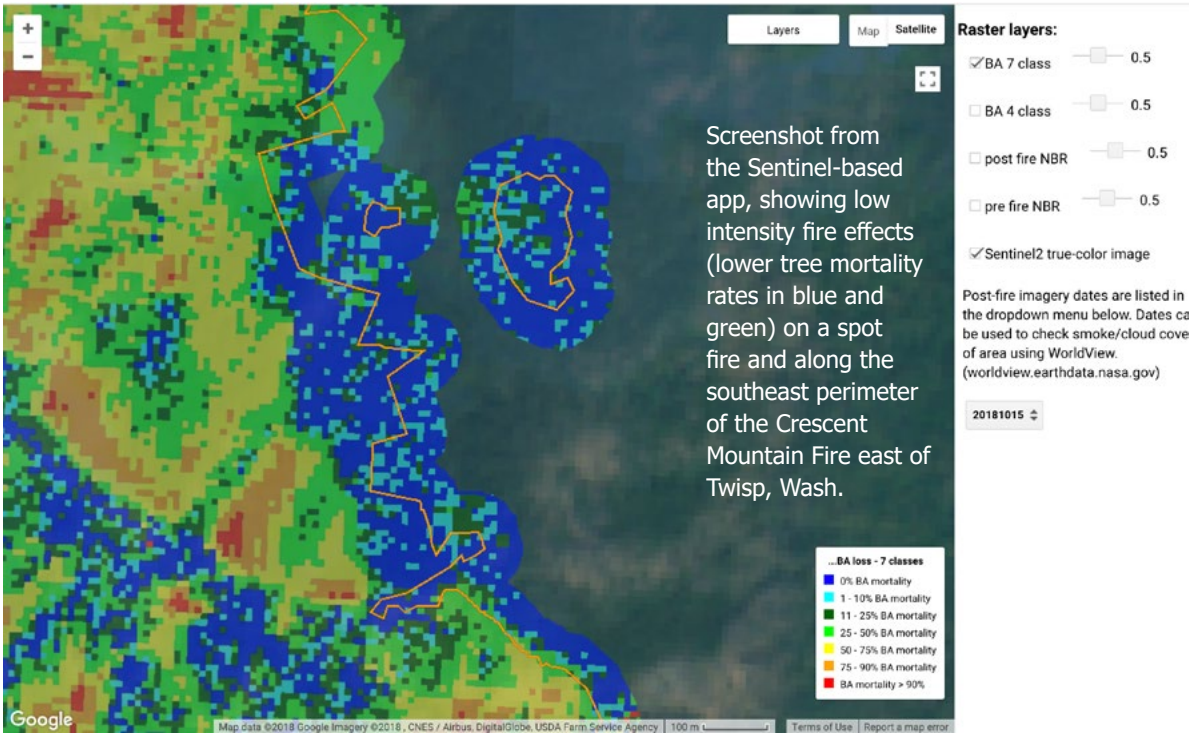 +
−
Layers
Map Satellite
Screenshot from
the Sentinel-based
app, showing low
intensity fire effects
(lower tree mortality
rates in blue and
green) on a spot
fire and along the
southeast perimeter
of the Crescent
Mountain Fire east of
Twisp, Wash.
...BA loss - 7 classes
0% BA mortality
1 - 10% BA mortality
11 - 25% BA mortality
25 - 50% BA mortality
50 - 75% BA mortality
75 - 90% BA mortality
BA mortality > 90%
Google
Map data ©2018 Google Imagery ©2018 , CNES / Airbus, DigitalGlobe, USDA Farm Service Agency 100 m Terms of Use Report a map error
Raster layers:
BA 7 class 0.5
BA 4 class 0.5
post fire NBR 0.5
pre fire NBR 0.5
Sentinel2 true-color image
Post-fire imagery dates are listed in
the dropdown menu below. Dates ca
be used to check smoke/cloud cove
of area using WorldView.
(worldview.earthdata.nasa.gov)
20181015